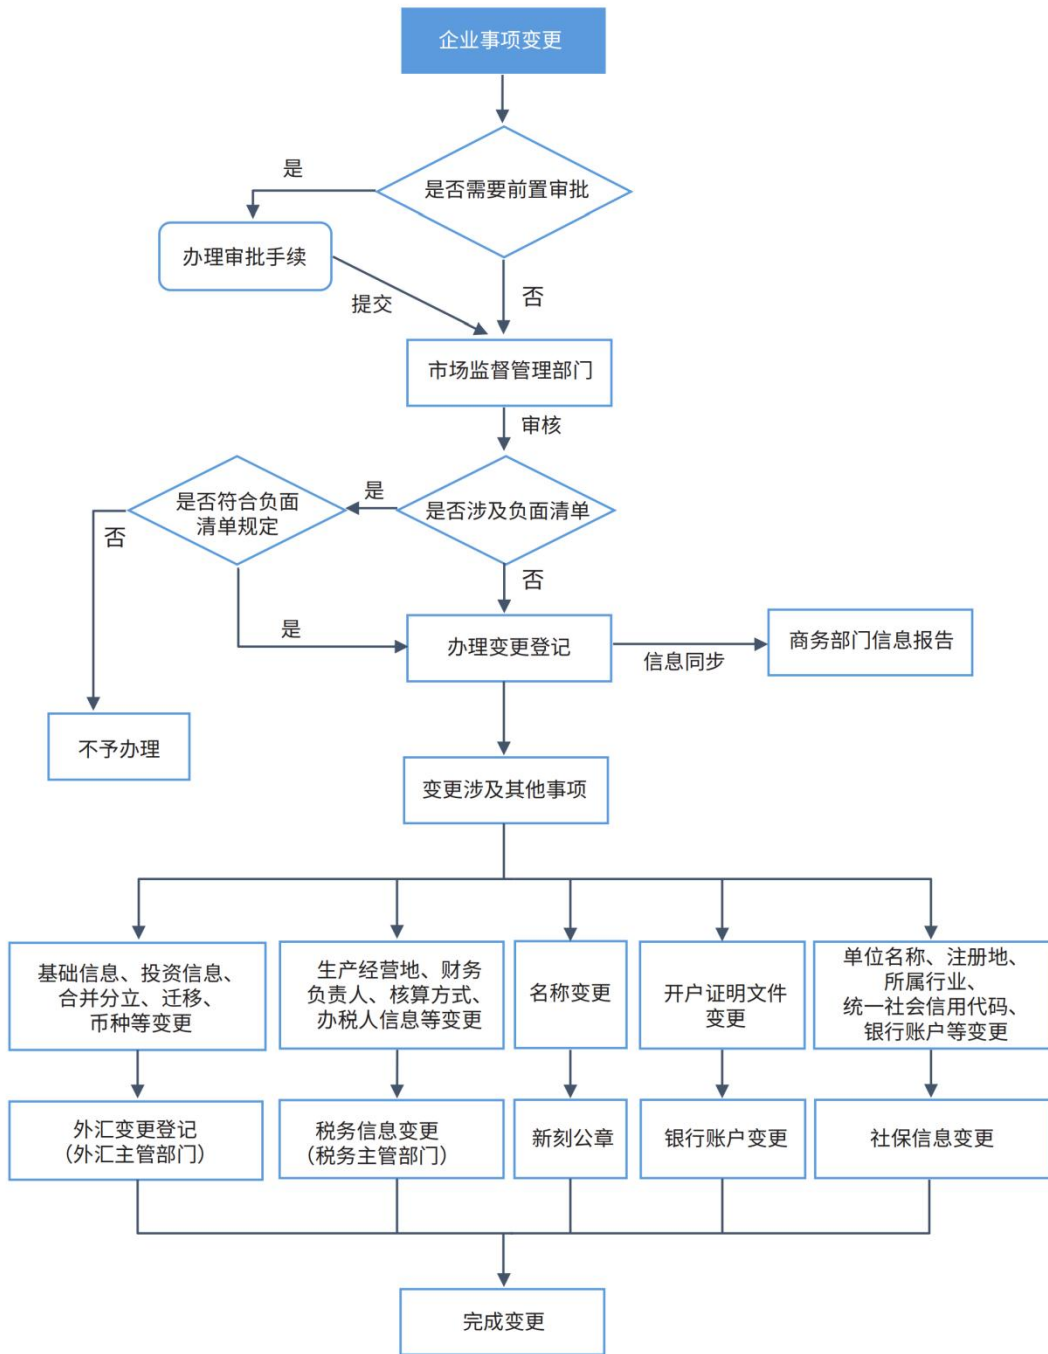 企业事项变更
是否需要前置审批
是
办理审批手续
提交
否
市场监督管理部门
审核
是否涉及负面清单
是
是否符合负面
清单规定
否
否
是
办理变更登记
信息同步
商务部门信息报告
不予办理
变更涉及其他事项
基础信息、投资信息、
合并分立、迁移、
币种等变更
生产经营地、财务
负责人、核算方式、
办税人信息等变更
名称变更
开户证明文件
变更
单位名称、注册地、
所属行业、
统一社会信用代码、
银行账户等变更
外汇变更登记
（外汇主管部门）
税务信息变更
（税务主管部门）
新刻公章
银行账户变更
社保信息变更
完成变更